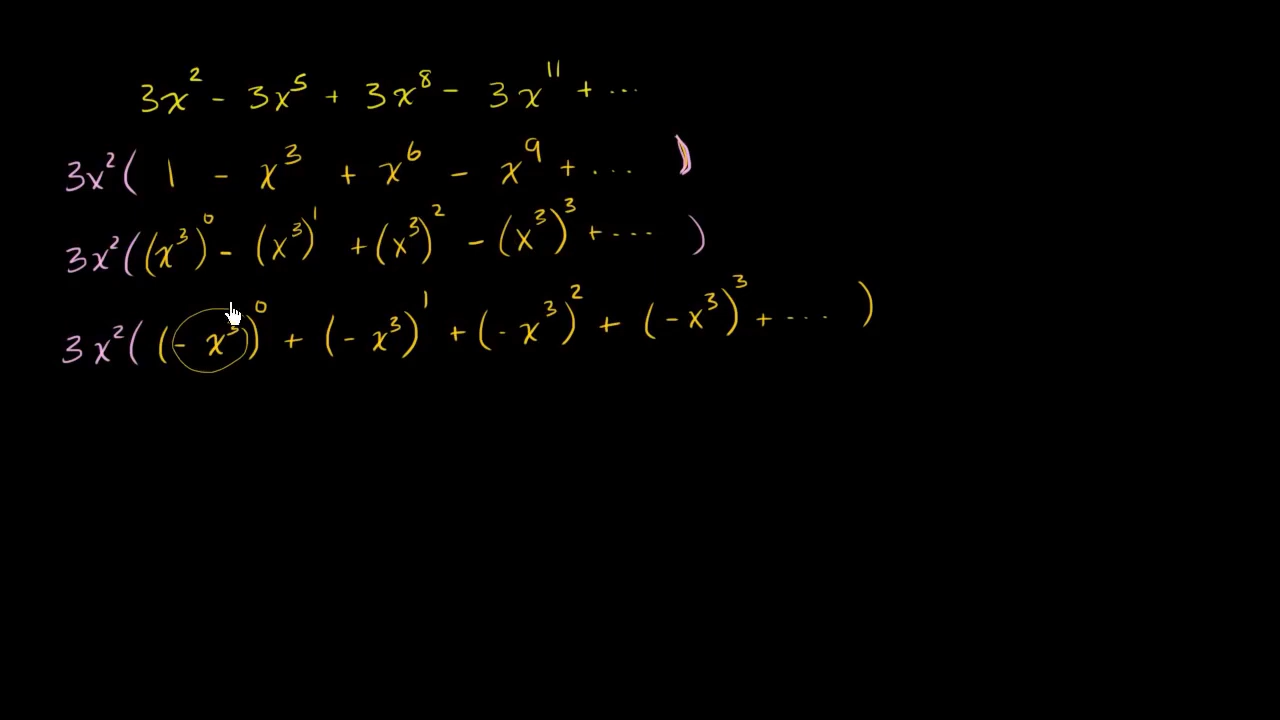 3x² - 3x⁵ + 3x⁸ - 3x¹¹ + ...
3x²( 1 - x³ + x⁶ - x⁹ + ... )
3x²((x³)⁰ - (x³)¹ + (x³)² - (x³)³ + ... )
3x²((-x³)⁰ + (-x³)¹ + (-x³)² + (-x³)³ + ... )